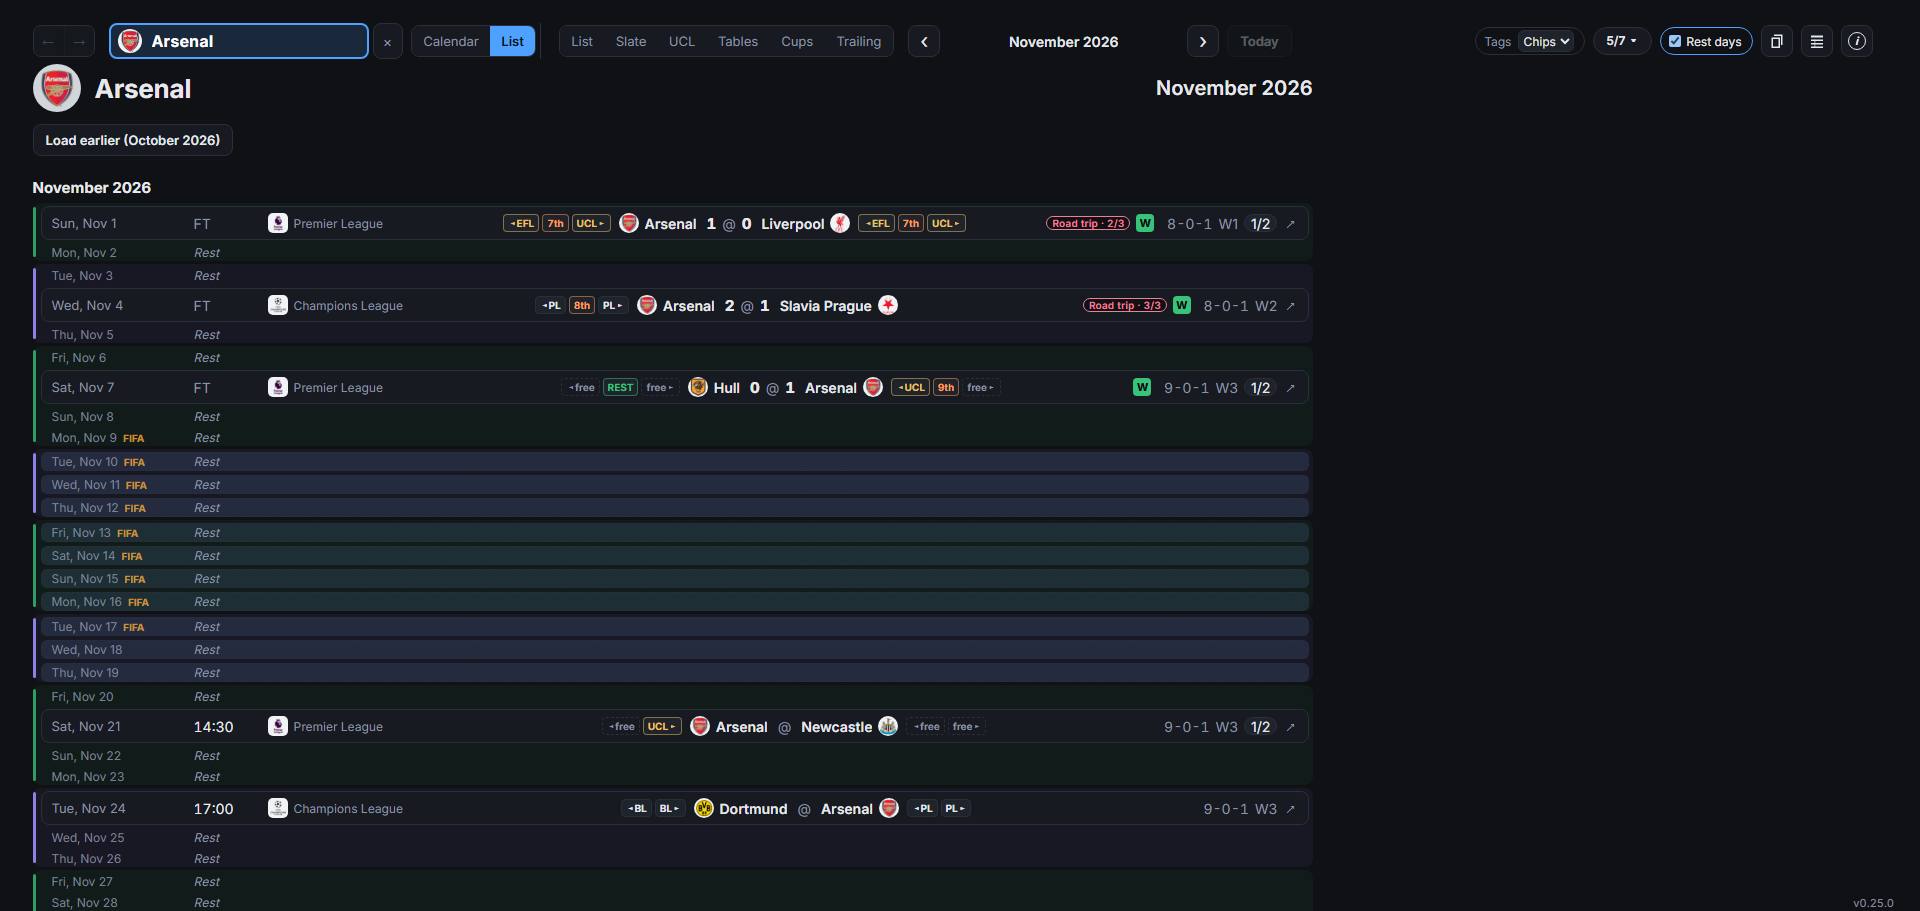 ← → Arsenal × Calendar List List Slate UCL Tables Cups Trailing ‹ November 2026 › Today Tags Chips 5/7 Rest days
Arsenal November 2026
Load earlier (October 2026)
November 2026
Sun, Nov 1 FT Premier League ◂EFL 7th UCL▸ Arsenal 1 @ 0 Liverpool ◂EFL 7th UCL▸ Road trip · 2/3 W 8-0-1 W1 1/2 ↗
Mon, Nov 2 Rest
Tue, Nov 3 Rest
Wed, Nov 4 FT Champions League ◂PL 8th PL▸ Arsenal 2 @ 1 Slavia Prague Road trip · 3/3 W 8-0-1 W2 ↗
Thu, Nov 5 Rest
Fri, Nov 6 Rest
Sat, Nov 7 FT Premier League ◂free REST free▸ Hull 0 @ 1 Arsenal ◂UCL 9th free▸ W 9-0-1 W3 1/2 ↗
Sun, Nov 8 Rest
Mon, Nov 9 FIFA Rest
Tue, Nov 10 FIFA Rest
Wed, Nov 11 FIFA Rest
Thu, Nov 12 FIFA Rest
Fri, Nov 13 FIFA Rest
Sat, Nov 14 FIFA Rest
Sun, Nov 15 FIFA Rest
Mon, Nov 16 FIFA Rest
Tue, Nov 17 FIFA Rest
Wed, Nov 18 Rest
Thu, Nov 19 Rest
Fri, Nov 20 Rest
Sat, Nov 21 14:30 Premier League ◂free UCL▸ Arsenal @ Newcastle ◂free free▸ 9-0-1 W3 1/2 ↗
Sun, Nov 22 Rest
Mon, Nov 23 Rest
Tue, Nov 24 17:00 Champions League ◂BL BL▸ Dortmund @ Arsenal ◂PL PL▸ 9-0-1 W3 ↗
Wed, Nov 25 Rest
Thu, Nov 26 Rest
Fri, Nov 27 Rest
Sat, Nov 28 Rest
v0.25.0